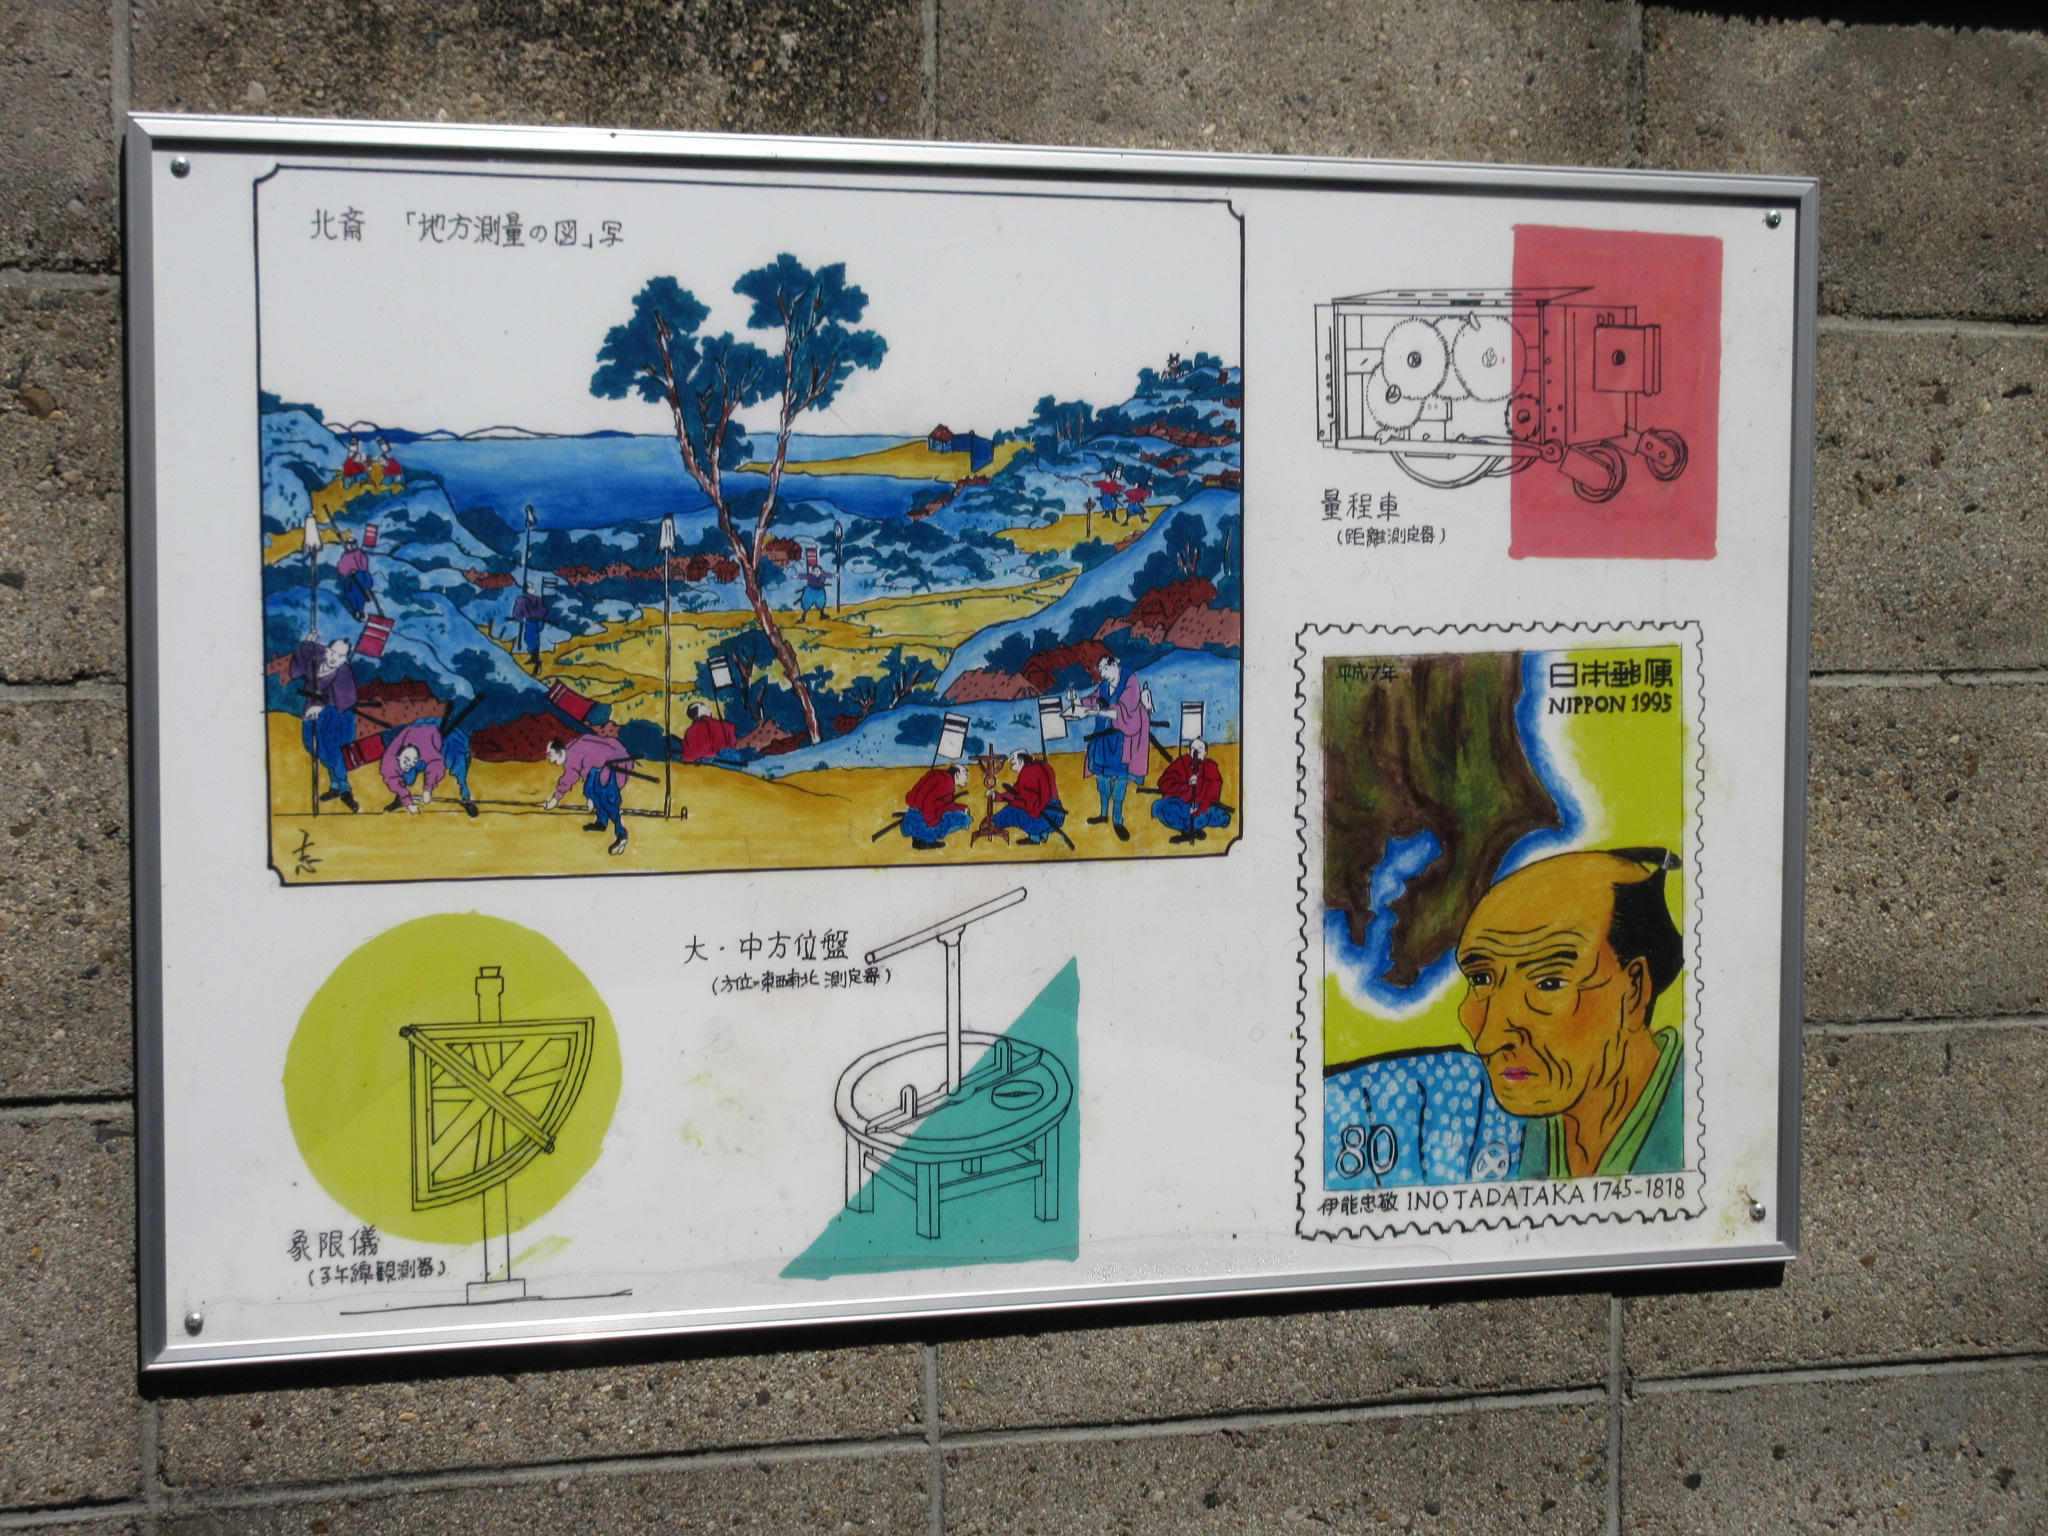 北斎 「地方測量の図」写
量程車
(距離測定器)
平成7年
日本郵便
NIPPON 1995
80
伊能忠敬 INO TADATAKA 1745-1818
大・中方位盤
(方位=東西南北 測定器)
象限儀
(子午線観測器)